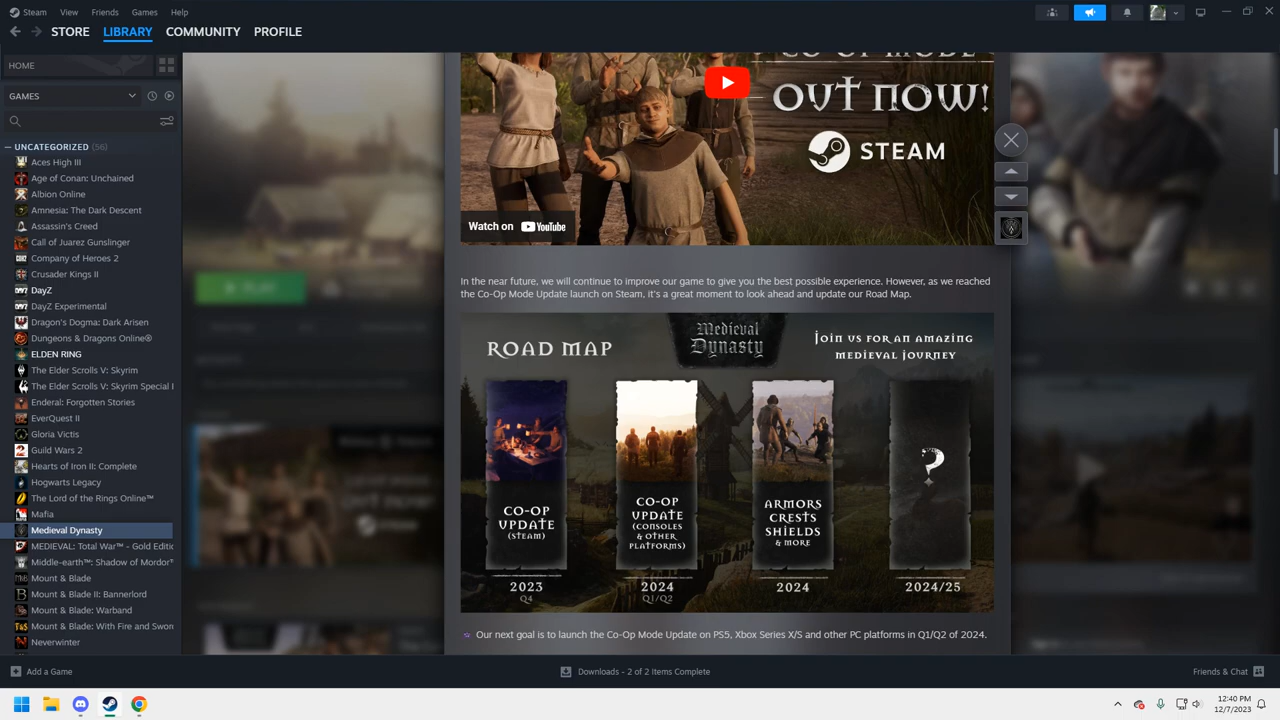 Steam View Friends Games Help
STORE LIBRARY COMMUNITY PROFILE
HOME
GAMES
UNCATEGORIZED (56)
Aces High III
Age of Conan: Unchained
Albion Online
Amnesia: The Dark Descent
Assassin's Creed
Call of Juarez Gunslinger
Company of Heroes 2
Crusader Kings II
DayZ
DayZ Experimental
Dragon's Dogma: Dark Arisen
Dungeons & Dragons Online®
ELDEN RING
The Elder Scrolls V: Skyrim
The Elder Scrolls V: Skyrim Special
Enderal: Forgotten Stories
EverQuest II
Gloria Victis
Guild Wars 2
Hearts of Iron II: Complete
Hogwarts Legacy
The Lord of the Rings Online™
Mafia
Medieval Dynasty
MEDIEVAL: Total War™ - Gold Editic
Middle-earth™: Shadow of Mordor™
Mount & Blade
Mount & Blade II: Bannerlord
Mount & Blade: Warband
Mount & Blade: With Fire and Sword
Neverwinter
PLAY
CO-OP MODE
OUT NOW!
STEAM
Watch on YouTube
In the near future, we will continue to improve our game to give you the best possible experience. However, as we reached
the Co-Op Mode Update launch on Steam, it's a great moment to look ahead and update our Road Map.
ROAD MAP
Medieval
Dynasty
JOIN US FOR AN AMAZING
MEDIEVAL JOURNEY
CO-OP
UPDATE
(STEAM)
2023
Q4
CO-OP
UPDATE
(CONSOLES
& OTHER
PLATFORMS)
2024
Q1/Q2
ARMORS
CRESTS
SHIELDS
& MORE
2024
?
2024/25
Our next goal is to launch the Co-Op Mode Update on PS5, Xbox Series X/S and other PC platforms in Q1/Q2 of 2024.
Add a Game
Downloads - 2 of 2 Items Complete
Friends & Chat
12:40 PM
12/7/2023